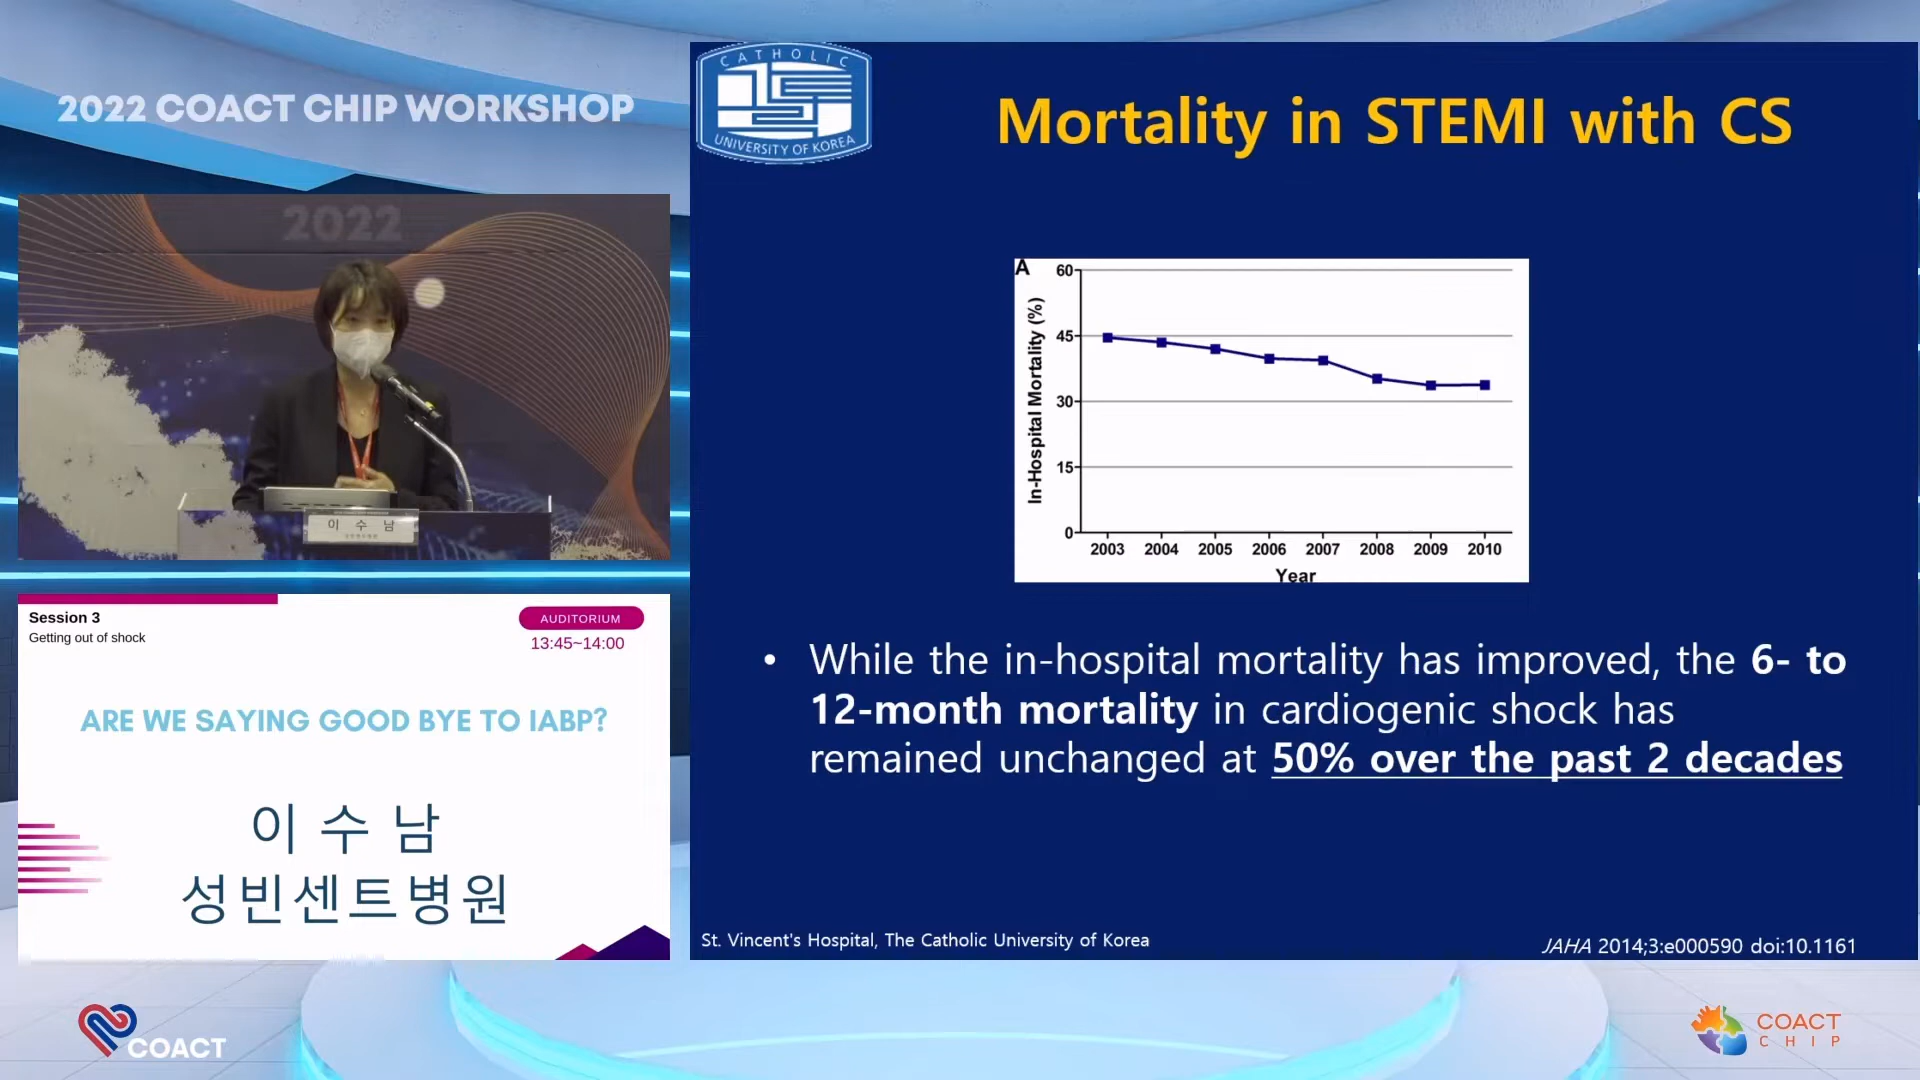 2022 COACT CHIP WORKSHOP
2022
이 수 남
Session 3
Getting out of shock
AUDITORIUM
13:45~14:00
ARE WE SAYING GOOD BYE TO IABP?
이 수 남
성빈센트병원
COACT
CATHOLIC
UNIVERSITY OF KOREA
Mortality in STEMI with CS
A
In-Hospital Mortality (%)
60
45
30
15
0
2003 2004 2005 2006 2007 2008 2009 2010
Year
• While the in-hospital mortality has improved, the 6- to
12-month mortality in cardiogenic shock has
remained unchanged at 50% over the past 2 decades
St. Vincent's Hospital, The Catholic University of Korea
JAHA 2014;3:e000590 doi:10.1161
COACT
CHIP